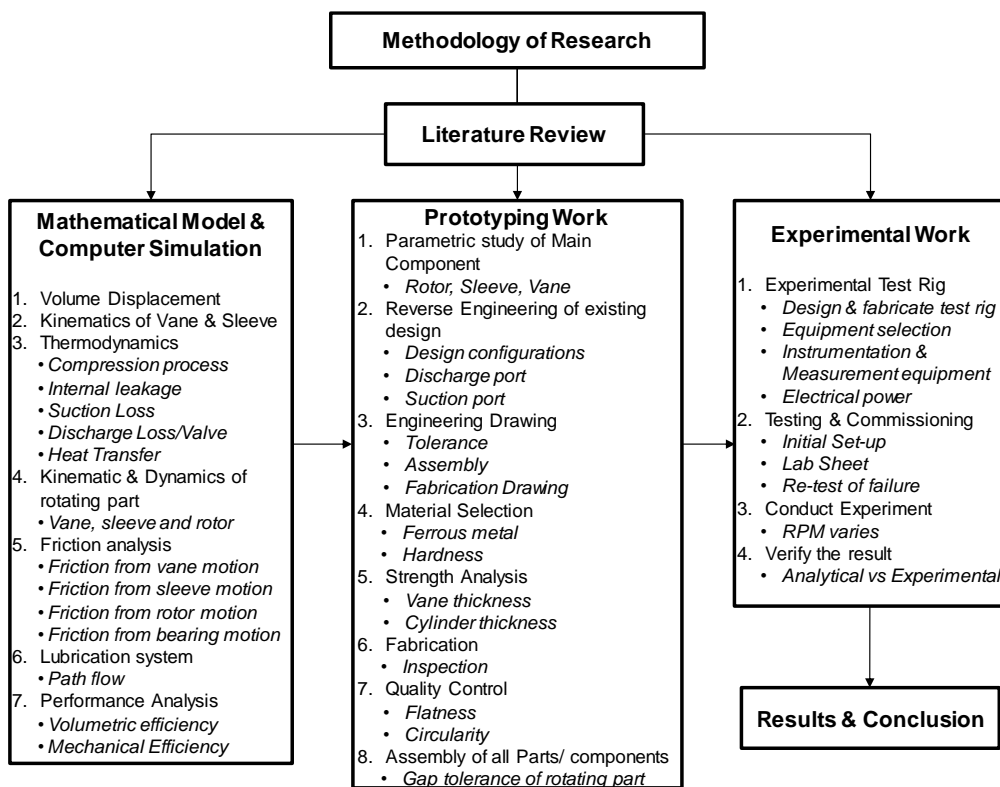 Methodology of Research
Literature Review
Mathematical Model &
Computer Simulation
1. Volume Displacement
2. Kinematics of Vane & Sleeve
3. Thermodynamics
• Compression process
• Internal leakage
• Suction Loss
• Discharge Loss/Valve
• Heat Transfer
4. Kinematic & Dynamics of
rotating part
• Vane, sleeve and rotor
5. Friction analysis
• Friction from vane motion
• Friction from sleeve motion
• Friction from rotor motion
• Friction from bearing motion
6. Lubrication system
• Path flow
7. Performance Analysis
• Volumetric efficiency
• Mechanical Efficiency
Prototyping Work
1. Parametric study of Main
Component
• Rotor, Sleeve, Vane
2. Reverse Engineering of existing
design
• Design configurations
• Discharge port
• Suction port
3. Engineering Drawing
• Tolerance
• Assembly
• Fabrication Drawing
4. Material Selection
• Ferrous metal
• Hardness
5. Strength Analysis
• Vane thickness
• Cylinder thickness
6. Fabrication
• Inspection
7. Quality Control
• Flatness
• Circularity
8. Assembly of all Parts/ components
• Gap tolerance of rotating part
Experimental Work
1. Experimental Test Rig
• Design & fabricate test rig
• Equipment selection
• Instrumentation &
Measurement equipment
• Electrical power
2. Testing & Commissioning
• Initial Set-up
• Lab Sheet
• Re-test of failure
3. Conduct Experiment
• RPM varies
4. Verify the result
• Analytical vs Experimental
Results & Conclusion